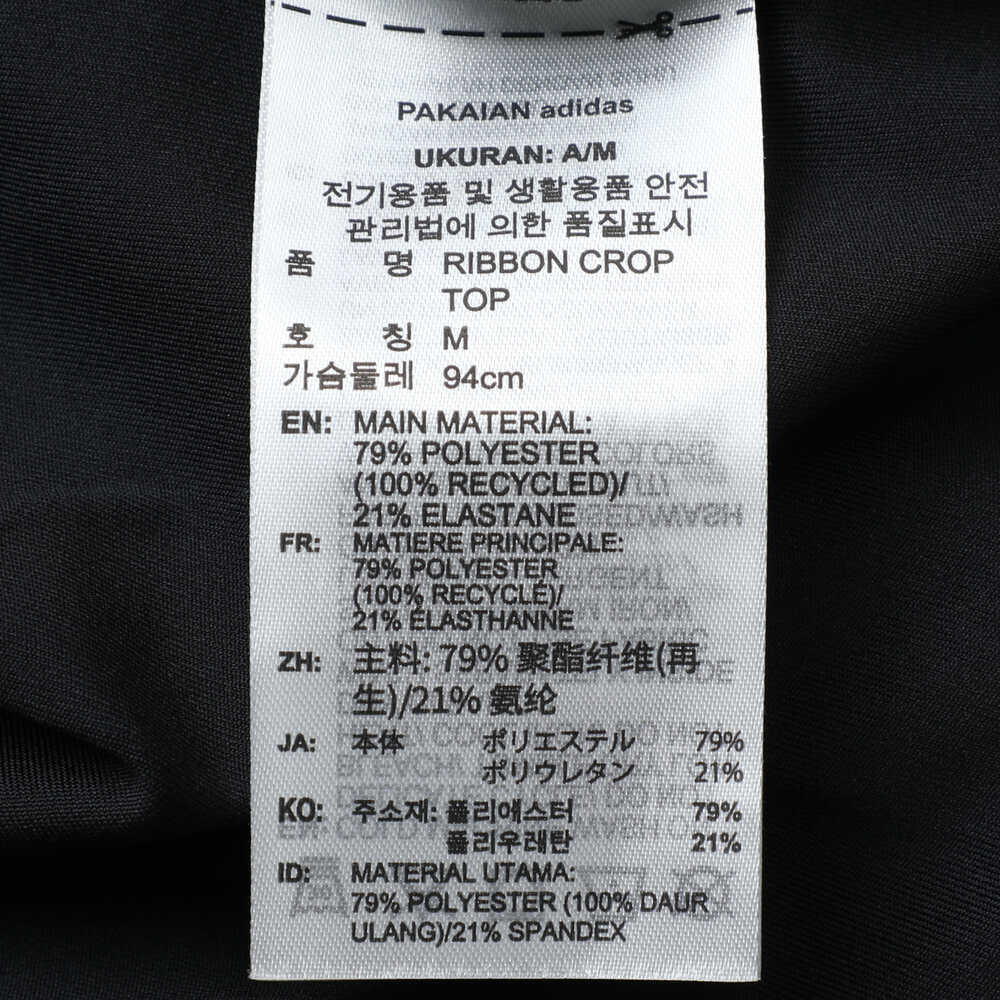 PAKAIAN adidas
UKURAN: A/M
전기용품 및 생활용품 안전
관리법에 의한 품질표시
품 명 RIBBON CROP
TOP
호 칭 M
가슴둘레 94cm
EN: MAIN MATERIAL:
79% POLYESTER
(100% RECYCLED)/
21% ELASTANE
FR: MATIERE PRINCIPALE:
79% POLYESTER
(100% RECYCLÉ)/
21% ÉLASTHANNE
ZH: 主料: 79% 聚酯纤维(再
生)/21% 氨纶
JA: 本体 ポリエステル 79%
ポリウレタン 21%
KO: 주소재: 폴리에스터 79%
폴리우레탄 21%
ID: MATERIAL UTAMA:
79% POLYESTER (100% DAUR
ULANG)/21% SPANDEX